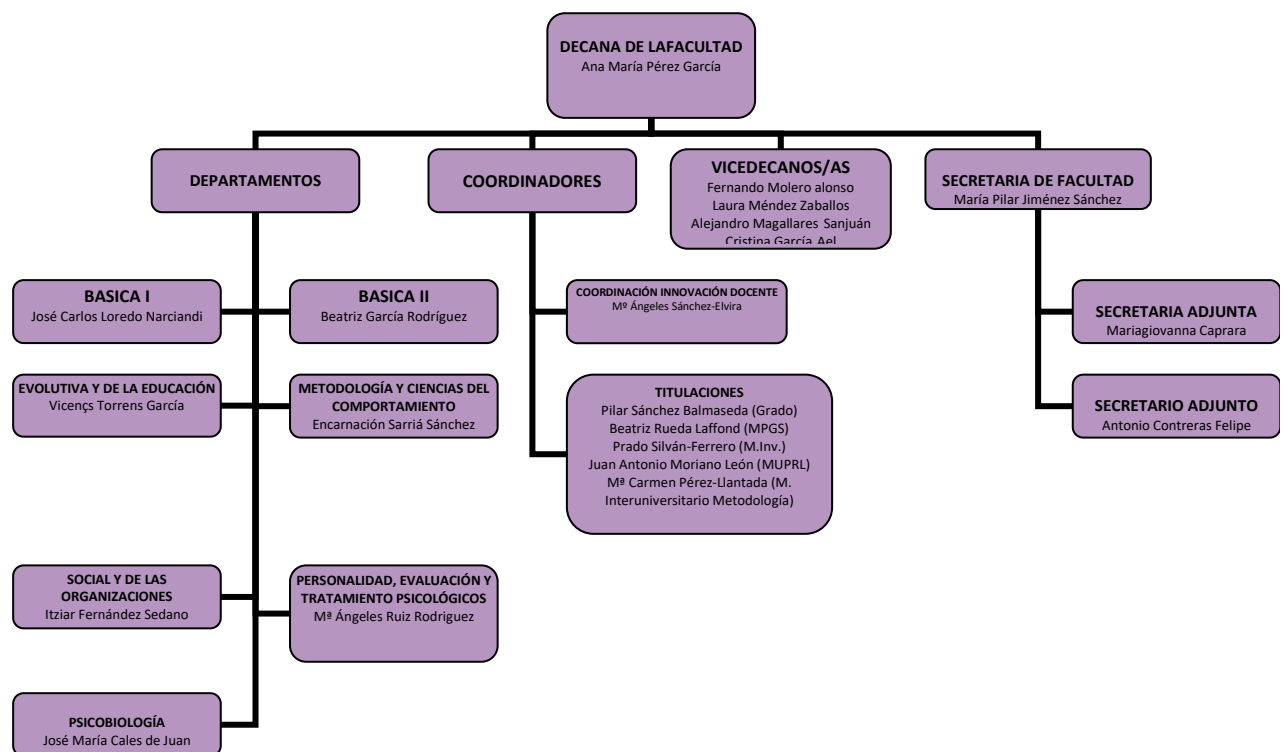 DECANA DE LAFACULTAD
Ana María Pérez García
DEPARTAMENTOS
COORDINADORES
VICEDECANOS/AS
Fernando Molero alonso
Laura Méndez Zaballos
Alejandro Magallares Sanjuán
Cristina García Ael
SECRETARIA DE FACULTAD
María Pilar Jiménez Sánchez
BASICA I
José Carlos Loredo Narciandi
BASICA II
Beatriz García Rodríguez
COORDINACIÓN INNOVACIÓN DOCENTE
Mº Ángeles Sánchez-Elvira
SECRETARIA ADJUNTA
Mariagiovanna Caprara
EVOLUTIVA Y DE LA EDUCACIÓN
Vicençs Torrens García
METODOLOGÍA Y CIENCIAS DEL
COMPORTAMIENTO
Encarnación Sarriá Sánchez
TITULACIONES
Pilar Sánchez Balmaseda (Grado)
Beatriz Rueda Laffond (MPGS)
Prado Silván-Ferrero (M.Inv.)
Juan Antonio Moriano León (MUPRL)
Mª Carmen Pérez-Llantada (M.
Interuniversitario Metodología)
SECRETARIO ADJUNTO
Antonio Contreras Felipe
SOCIAL Y DE LAS
ORGANIZACIONES
Itziar Fernández Sedano
PERSONALIDAD, EVALUACIÓN Y
TRATAMIENTO PSICOLÓGICOS
Mª Ángeles Ruiz Rodriguez
PSICOBIOLOGÍA
José María Cales de Juan